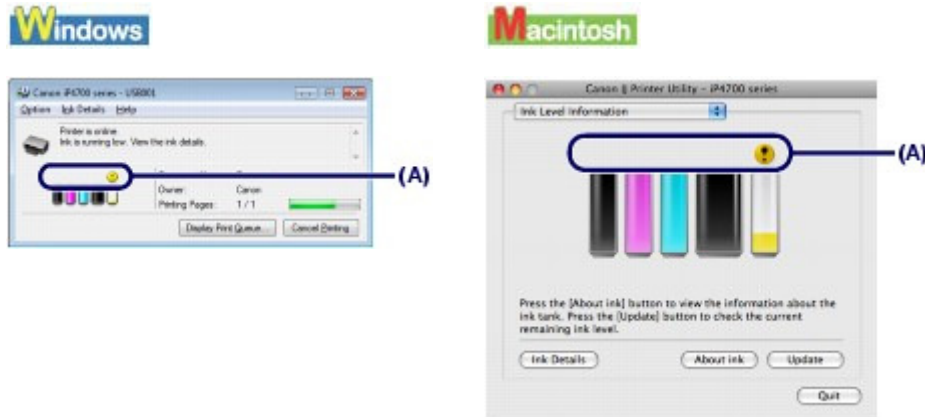 Windows
Macintosh
Canon iP4700 series - USB001
Option Ink Details Help
Printer is online
Ink is running low. View the ink details.
Owner: Canon
Printing Pages: 1 / 1
Display Print Queue... Cancel Printing
(A)
Canon IJ Printer Utility - iP4700 series
Ink Level Information
(A)
Press the [About ink] button to view the information about the
ink tank. Press the [Update] button to check the current
remaining ink level.
Ink Details About ink Update
Quit